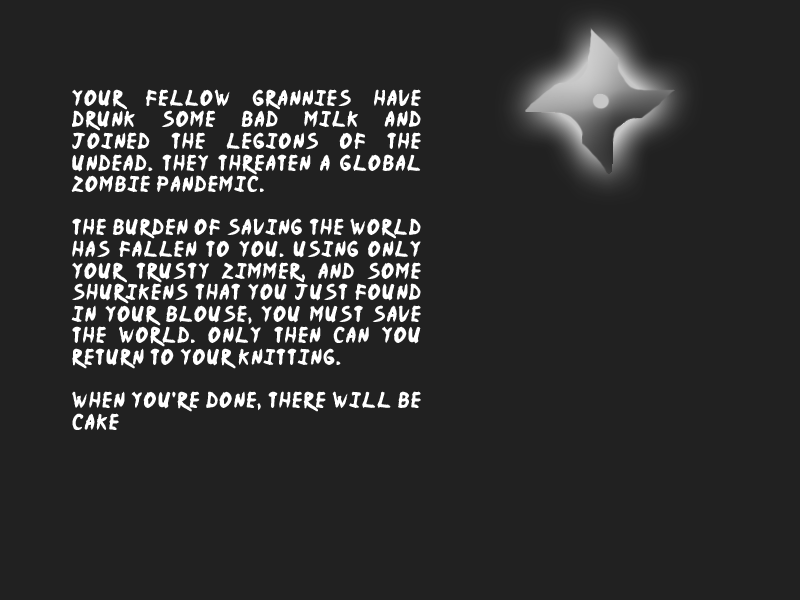 YOUR FELLOW GRANNIES HAVE
DRUNK SOME BAD MILK AND
JOINED THE LEGIONS OF THE
UNDEAD. THEY THREATEN A GLOBAL
ZOMBIE PANDEMIC.
THE BURDEN OF SAVING THE WORLD
HAS FALLEN TO YOU. USING ONLY
YOUR TRUSTY ZIMMER, AND SOME
SHURIKENS THAT YOU JUST FOUND
IN YOUR BLOUSE, YOU MUST SAVE
THE WORLD. ONLY THEN CAN YOU
RETURN TO YOUR KNITTING.
WHEN YOU'RE DONE, THERE WILL BE
CAKE